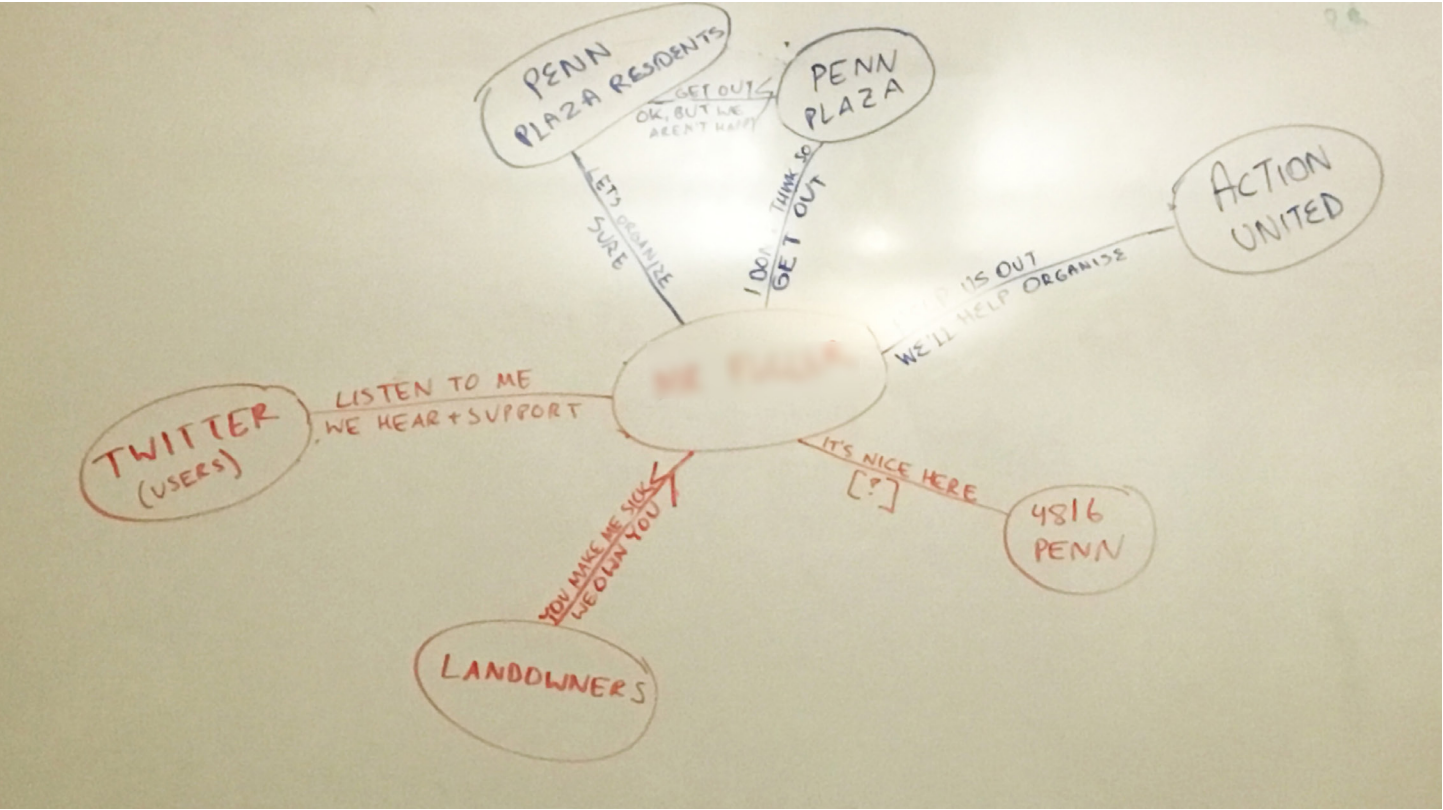 PENN
PLAZA RESIDENTS
GET OUT
OK, BUT WE
AREN'T HAPPY
PENN
PLAZA
ACTION
UNITED
LET'S ORGANIZE
SURE
I DON THINK SO
GET OUT
US OUT
WE'LL HELP ORGANISE
LISTEN TO ME
WE HEAR + SUPPORT
TWITTER
(USERS)
IT'S NICE HERE
[?]
4816
PENN
YOU MAKE ME SICK
WE OWN YOU
LANDOWNERS